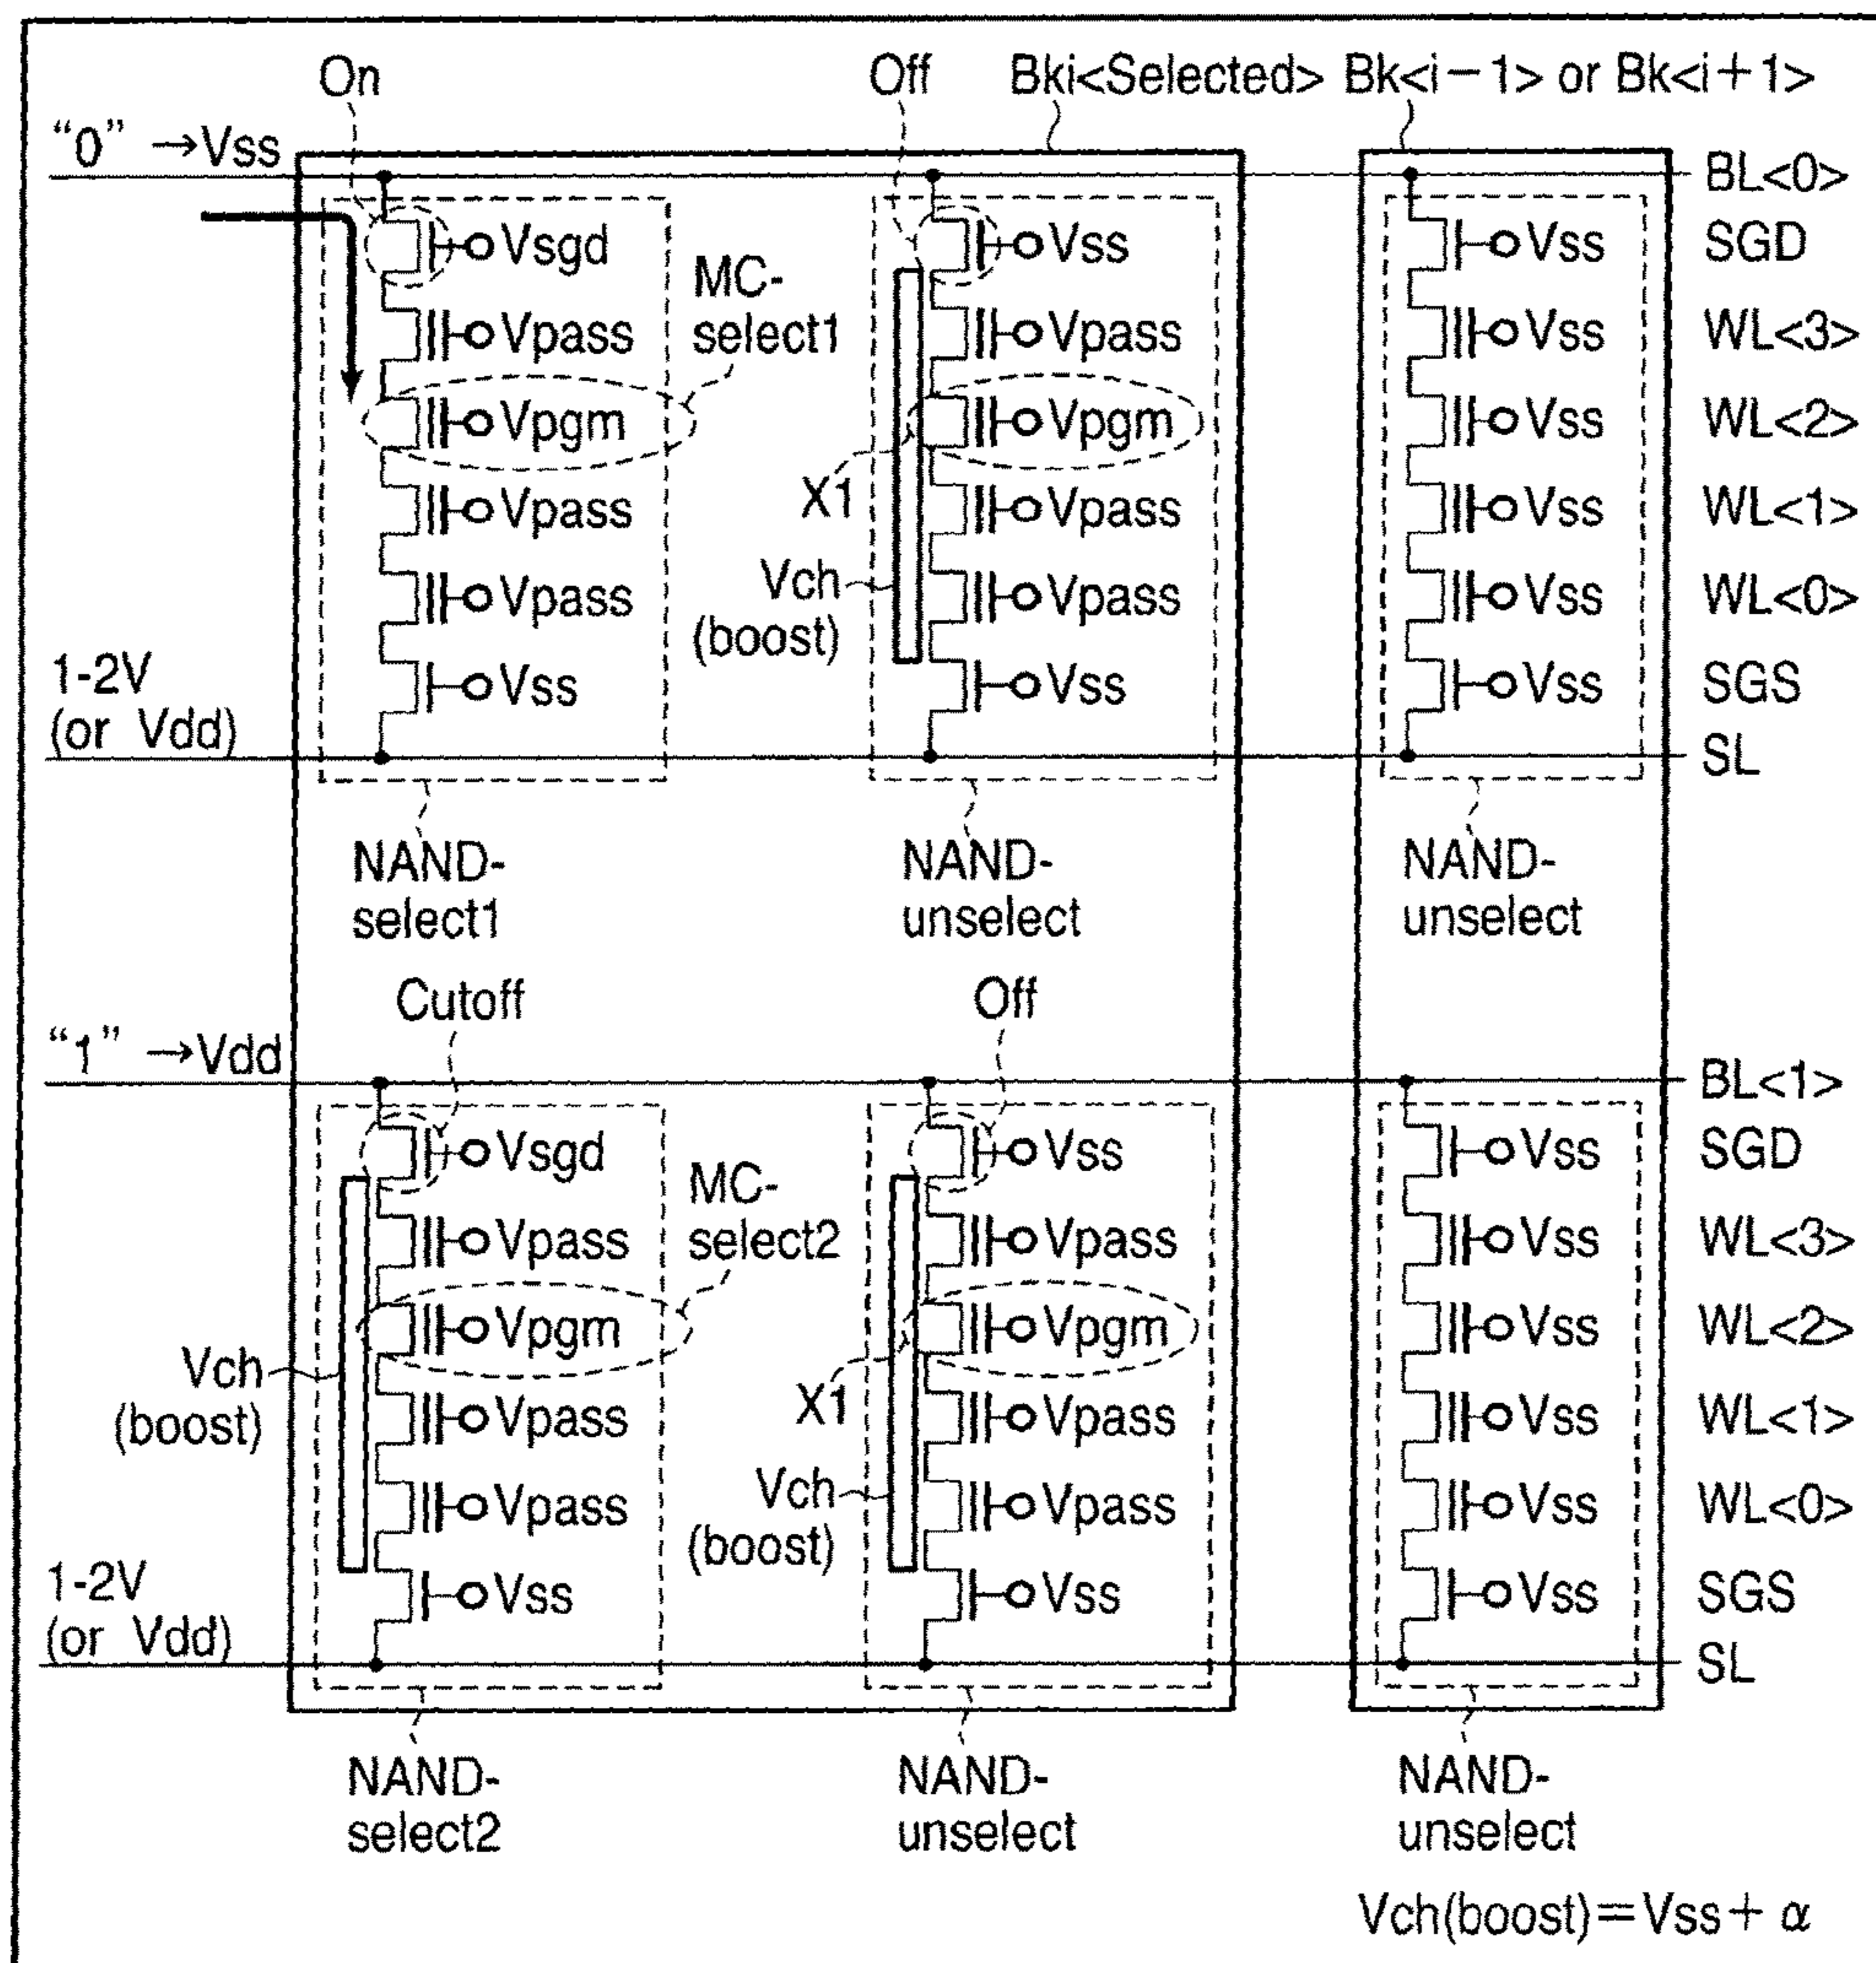 On
Off
Bki<Selected>
Bk<i−1> or Bk<i+1>
“0” →Vss
BL<0>
Vsgd
Vss
Vss
SGD
MC-
select1
Vpass
Vpass
Vss
WL<3>
Vpgm
Vpgm
Vss
WL<2>
X1
Vpass
Vpass
Vss
WL<1>
Vch
(boost)
Vpass
Vpass
Vss
WL<0>
1-2V
(or Vdd)
Vss
Vss
Vss
SGS
SL
NAND-
select1
NAND-
unselect
NAND-
unselect
Cutoff
Off
“1” →Vdd
BL<1>
Vsgd
Vss
Vss
SGD
MC-
select2
Vpass
Vpass
Vss
WL<3>
Vpgm
Vpgm
Vss
WL<2>
Vch
(boost)
X1
Vpass
Vpass
Vss
WL<1>
Vch
(boost)
Vpass
Vpass
Vss
WL<0>
1-2V
(or Vdd)
Vss
Vss
Vss
SGS
SL
NAND-
select2
NAND-
unselect
NAND-
unselect
Vch(boost)=Vss+ α